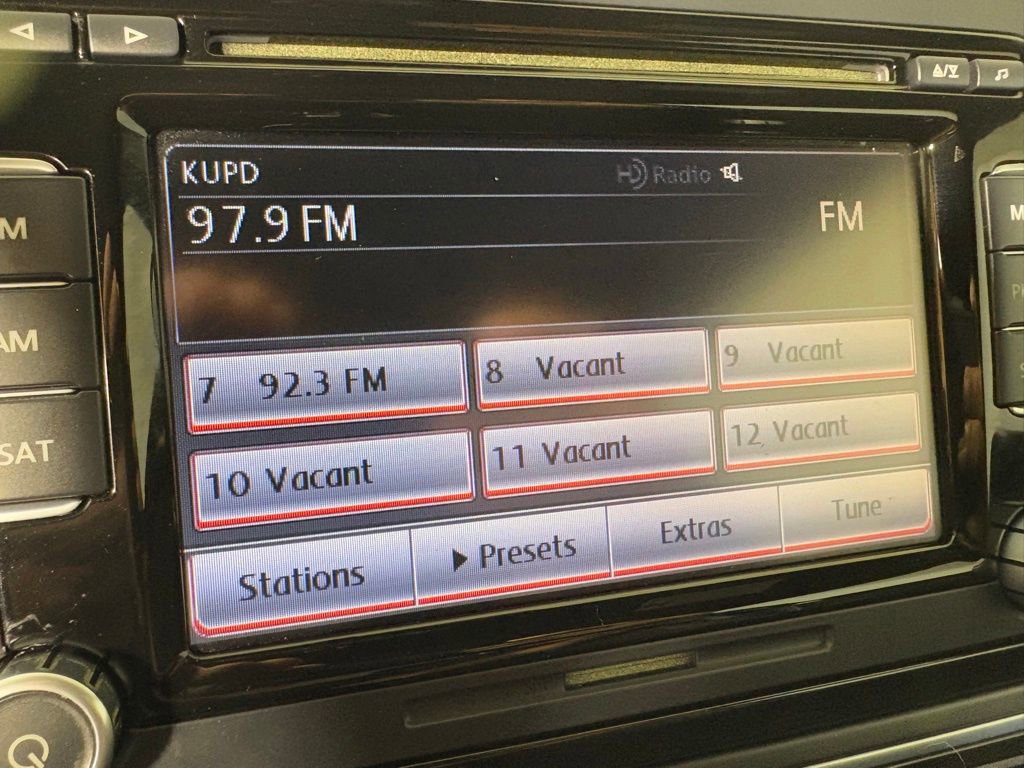 KUPD
HD Radio
97.9 FM
FM
7 92.3 FM
8 Vacant
9 Vacant
10 Vacant
11 Vacant
12 Vacant
Stations
Presets
Extras
Tune
AM
SAT